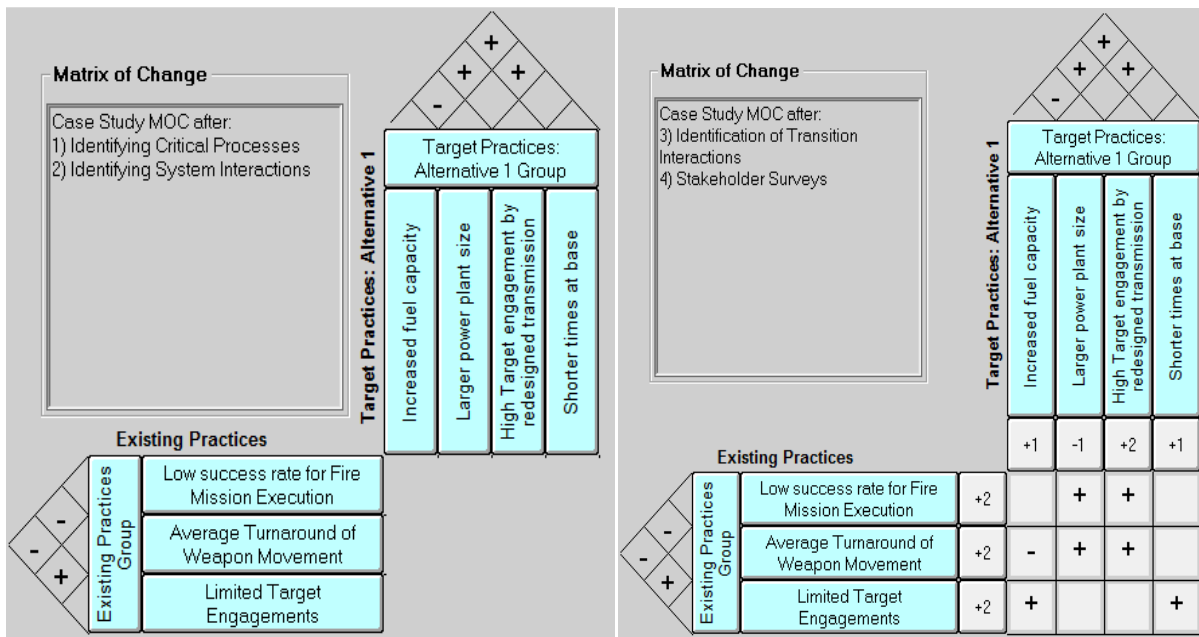 +
+ +
-
Matrix of Change
Case Study MOC after:
1) Identifying Critical Processes
2) Identifying System Interactions
Target Practices: Alternative 1
Target Practices:
Alternative 1 Group
Increased fuel capacity
Larger power plant size
High Target engagement by
redesigned transmission
Shorter times at base
Existing Practices
-
-
+
Existing Practices
Group
Low success rate for Fire
Mission Execution
Average Turnaround of
Weapon Movement
Limited Target
Engagements
+
+ +
-
Matrix of Change
Case Study MOC after:
3) Identification of Transition
Interactions
4) Stakeholder Surveys
Target Practices: Alternative 1
Target Practices:
Alternative 1 Group
Increased fuel capacity
Larger power plant size
High Target engagement by
redesigned transmission
Shorter times at base
+1 -1 +2 +1
Existing Practices
-
-
+
Existing Practices
Group
Low success rate for Fire
Mission Execution
+2 + +
Average Turnaround of
Weapon Movement
+2 - + +
Limited Target
Engagements
+2 + +